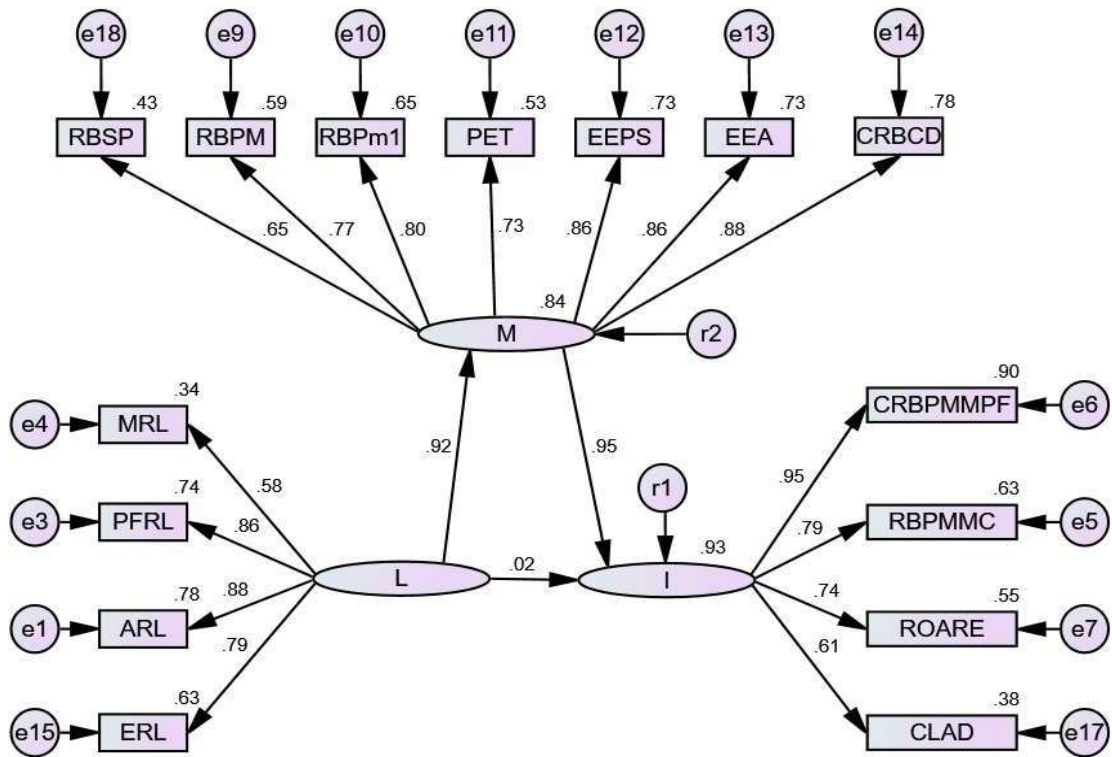 e18 e9 e10 e11 e12 e13 e14
.43 .59 .65 .53 .73 .73 .78
RBSP RBPM RBPm1 PET EEPS EEA CRBCD
.65 .77 .80 .73 .86 .86 .88
.84
M r2
.34 .90
e4 MRL CRBPMMPF e6
.92 .95
.58 .95
.74 r1 .63
e3 PFRL .86 .79 RBPMMC e5
.02 .93
L I
.78 .88 .74 .55
e1 ARL ROARE e7
.79 .61
.63 .38
e15 ERL CLAD e17